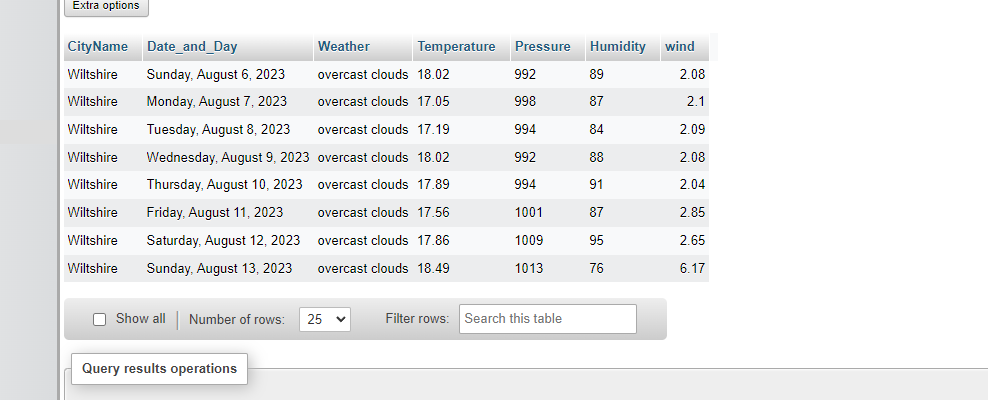 Extra options
CityName Date_and_Day Weather Temperature Pressure Humidity wind
Wiltshire Sunday, August 6, 2023 overcast clouds 18.02 992 89 2.08
Wiltshire Monday, August 7, 2023 overcast clouds 17.05 998 87 2.1
Wiltshire Tuesday, August 8, 2023 overcast clouds 17.19 994 84 2.09
Wiltshire Wednesday, August 9, 2023 overcast clouds 18.02 992 88 2.08
Wiltshire Thursday, August 10, 2023 overcast clouds 17.89 994 91 2.04
Wiltshire Friday, August 11, 2023 overcast clouds 17.56 1001 87 2.85
Wiltshire Saturday, August 12, 2023 overcast clouds 17.86 1009 95 2.65
Wiltshire Sunday, August 13, 2023 overcast clouds 18.49 1013 76 6.17
Show all Number of rows: 25 Filter rows: Search this table
Query results operations